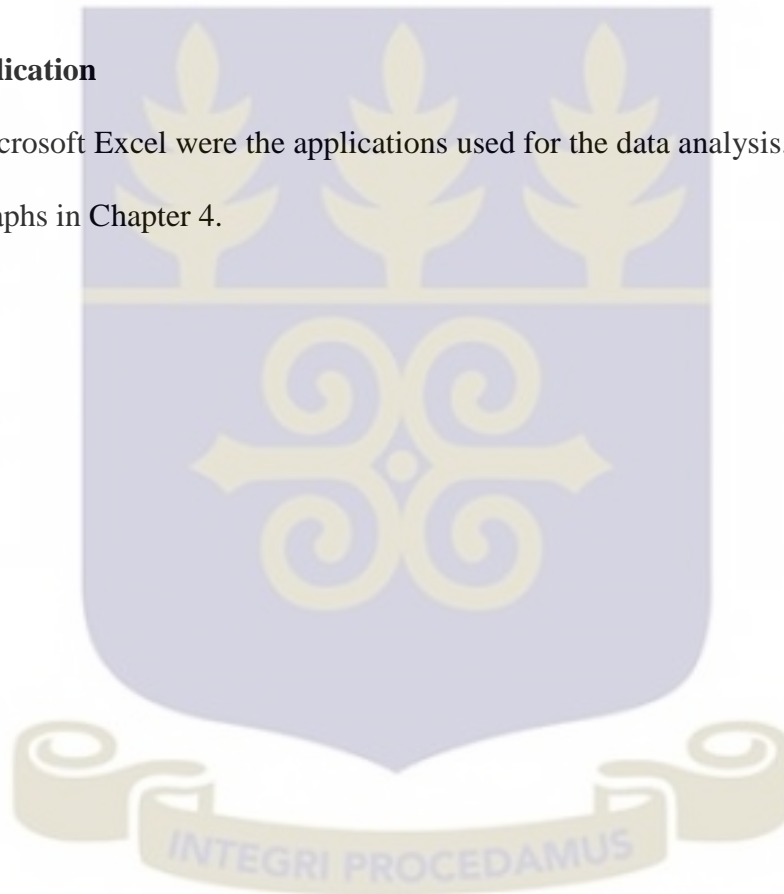 lication
crosoft Excel were the applications used for the data analysis.
aphs in Chapter 4.
INTEGRI PROCEDAMUS